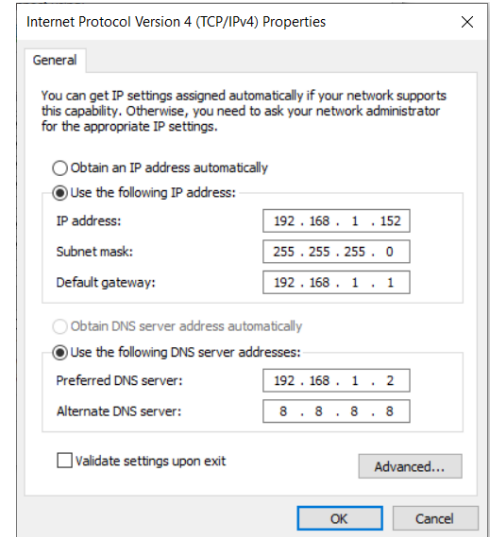 Internet Protocol Version 4 (TCP/IPv4) Properties
General
You can get IP settings assigned automatically if your network supports
this capability. Otherwise, you need to ask your network administrator
for the appropriate IP settings.
Obtain an IP address automatically
Use the following IP address:
IP address: 192 . 168 . 1 . 152
Subnet mask: 255 . 255 . 255 . 0
Default gateway: 192 . 168 . 1 . 1
Obtain DNS server address automatically
Use the following DNS server addresses:
Preferred DNS server: 192 . 168 . 1 . 2
Alternate DNS server: 8 . 8 . 8 . 8
Validate settings upon exit
Advanced...
OK Cancel